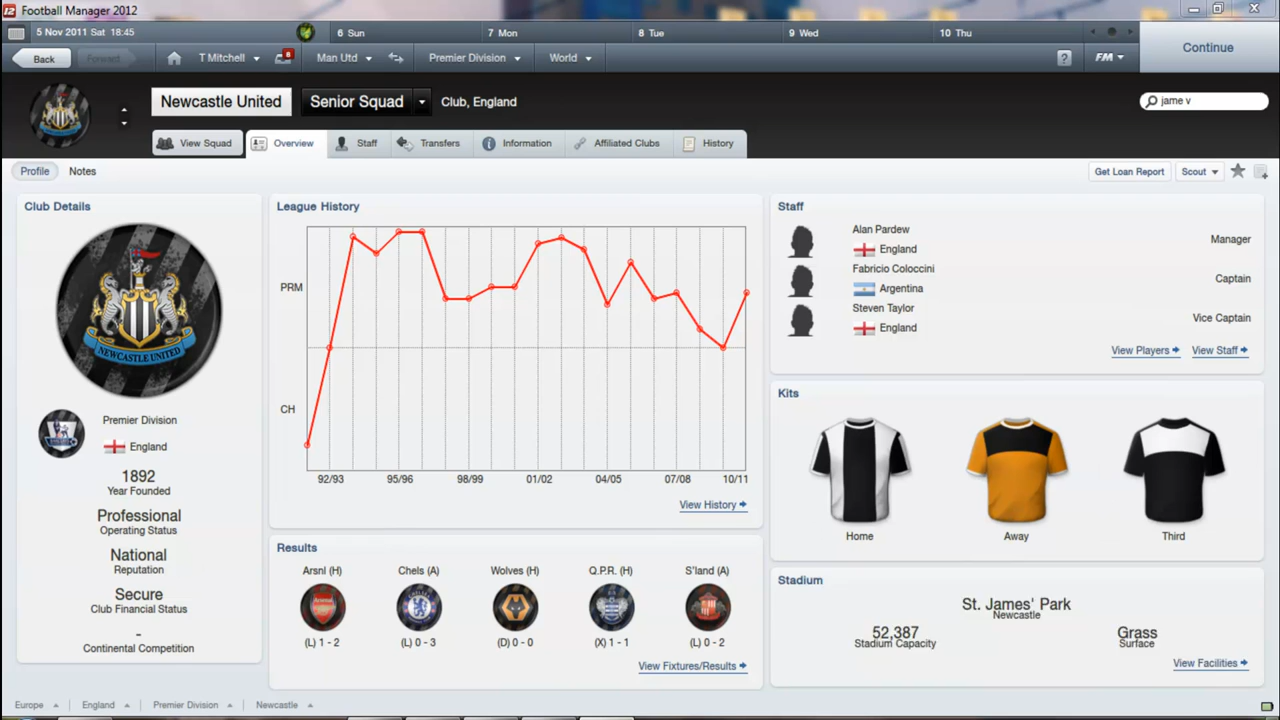 12 Football Manager 2012
5 Nov 2011 Sat 18:45
6 Sun
7 Mon
8 Tue
9 Wed
10 Thu
Back
Forward
T Mitchell
6
Man Utd
Premier Division
World
?
FM
Continue
Newcastle United
Senior Squad
Club, England
jame v
View Squad
Overview
Staff
Transfers
Information
Affiliated Clubs
History
Profile
Notes
Get Loan Report
Scout
Club Details
NEWCASTLE UNITED
Premier Division
England
1892
Year Founded
Professional
Operating Status
National
Reputation
Secure
Club Financial Status
-
Continental Competition
League History
PRM
CH
92/93 95/96 98/99 01/02 04/05 07/08 10/11
View History
Results
Arsnl (H) Chels (A) Wolves (H) Q.P.R. (H) S'land (A)
(L) 1 - 2 (L) 0 - 3 (D) 0 - 0 (X) 1 - 1 (L) 0 - 2
View Fixtures/Results
Staff
Alan Pardew
England
Manager
Fabricio Coloccini
Argentina
Captain
Steven Taylor
England
Vice Captain
View Players View Staff
Kits
Home Away Third
Stadium
St. James' Park
Newcastle
52,387
Stadium Capacity
Grass
Surface
View Facilities
Europe England Premier Division Newcastle